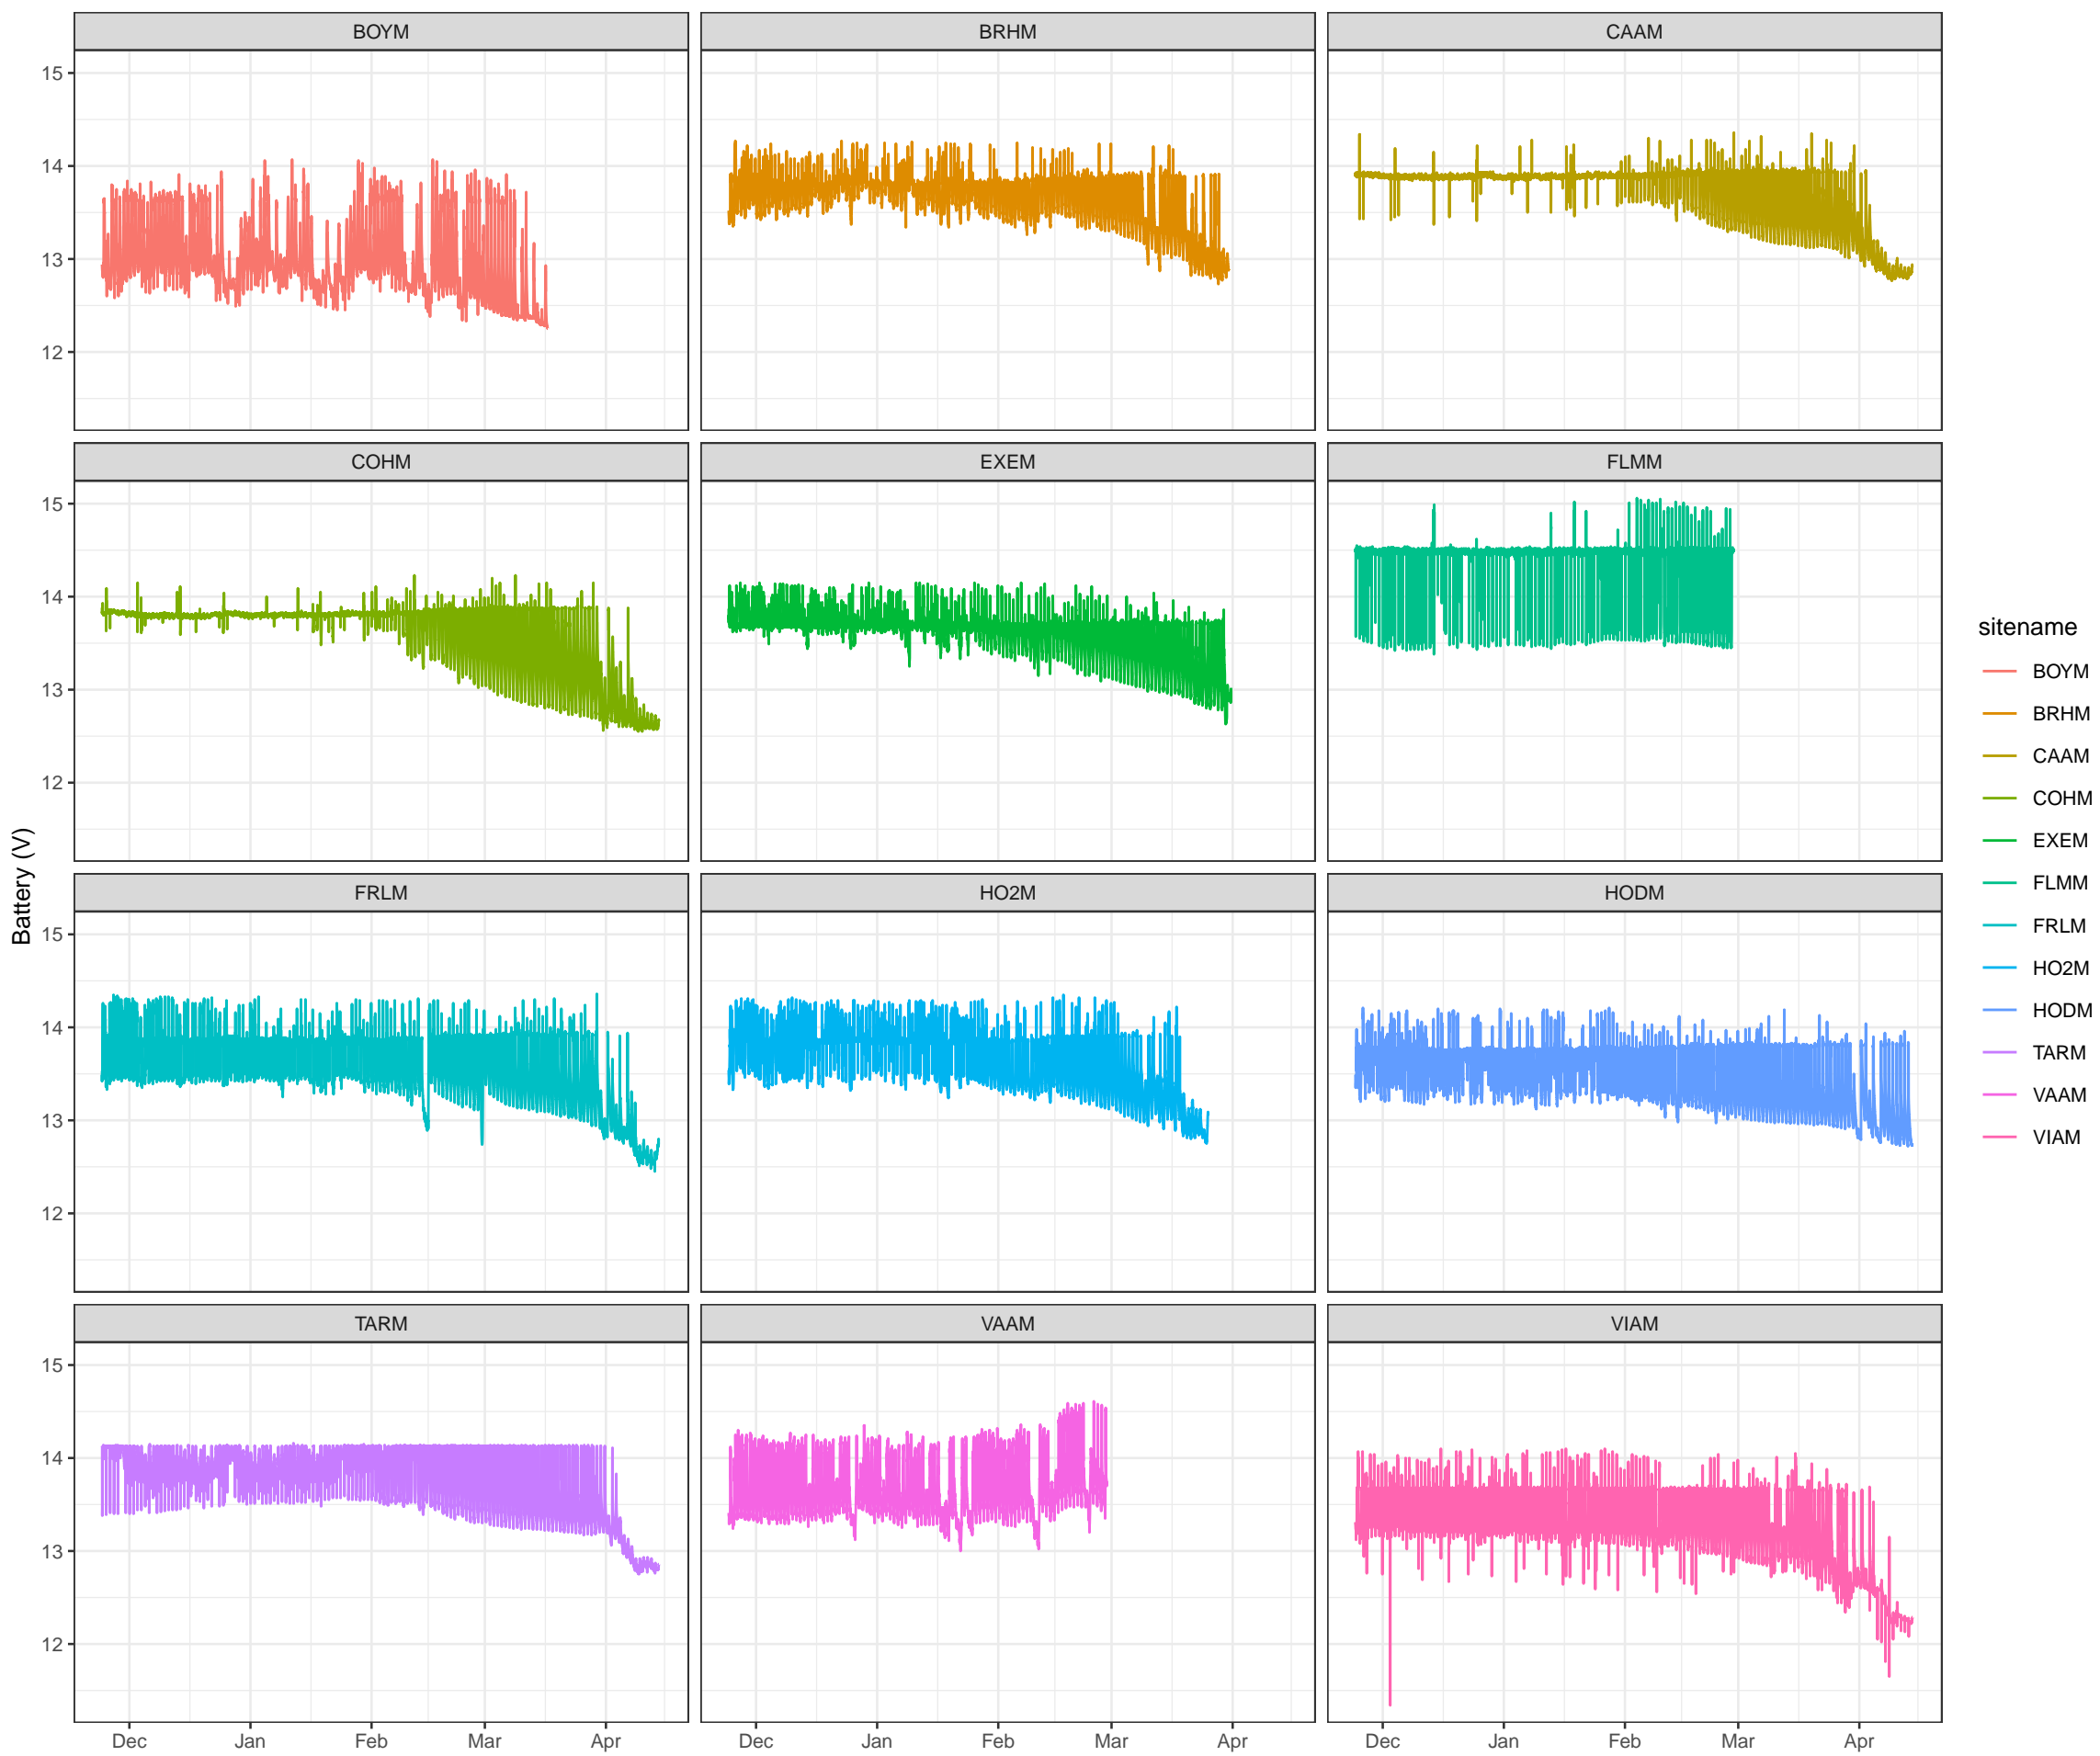 BOYM BRHM CAAM
15
14
13
12
COHM EXEM FLMM
15
14
13
12
FRLM HO2M HODM
15
14
13
12
TARM VAAM VIAM
15
14
13
12
Dec Jan Feb Mar Apr Dec Jan Feb Mar Apr Dec Jan Feb Mar Apr
Battery (V)
sitename
BOYM
BRHM
CAAM
COHM
EXEM
FLMM
FRLM
HO2M
HODM
TARM
VAAM
VIAM